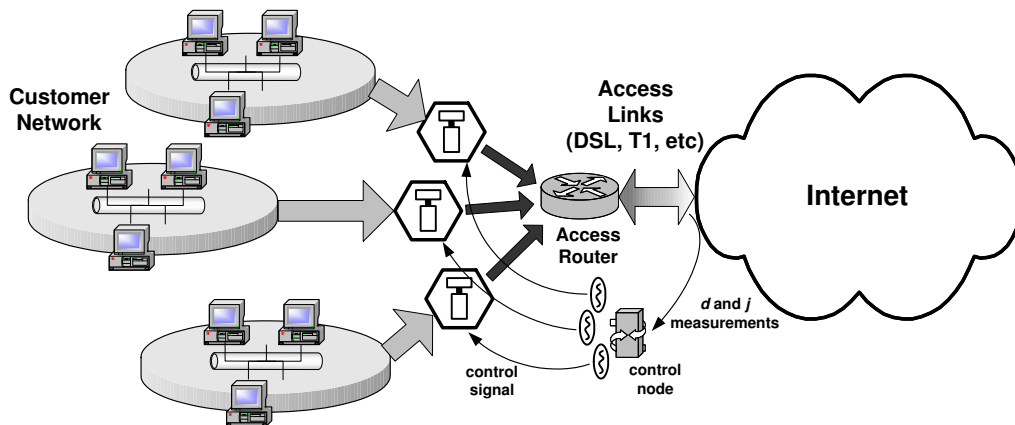 Customer
Network
Access
Links
(DSL, T1, etc)
Internet
Access
Router
d and j
measurements
control
signal
control
node